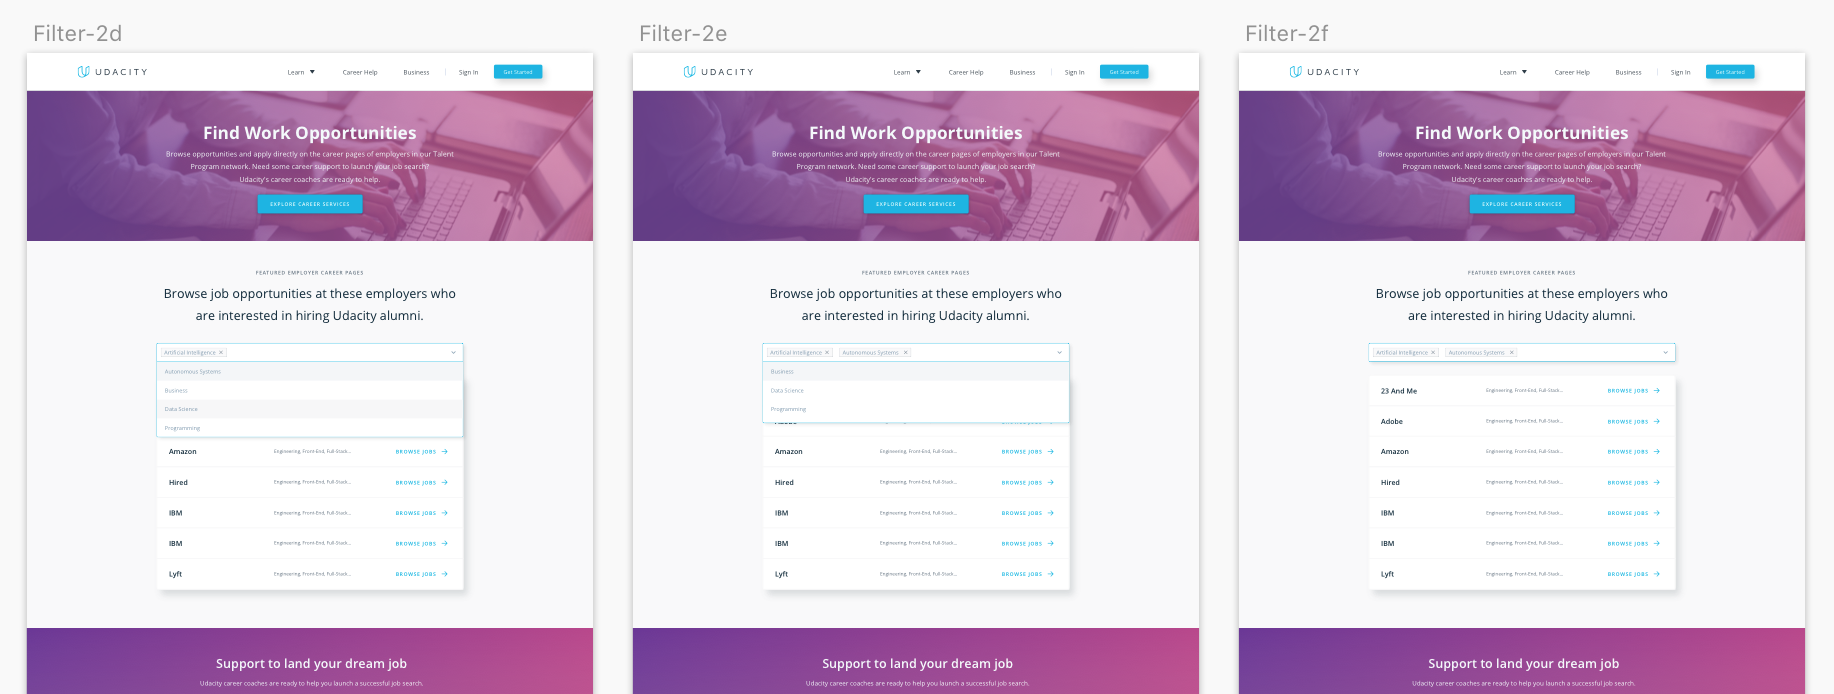 Filter-2d
UDACITY
Learn Career Help Business Sign In Get Started
Find Work Opportunities
Browse opportunities and apply directly on the career pages of employers in our Talent
Program network. Need some career support to launch your job search?
Udacity's career coaches are ready to help.
EXPLORE CAREER SERVICES
FEATURED EMPLOYER CAREER PAGES
Browse job opportunities at these employers who
are interested in hiring Udacity alumni.
Artificial Intelligence ×
Autonomous Systems
Business
Data Science
Programming
Amazon Engineering, Front-End, Full-Stack... BROWSE JOBS →
Hired Engineering, Front-End, Full-Stack... BROWSE JOBS →
IBM Engineering, Front-End, Full-Stack... BROWSE JOBS →
IBM Engineering, Front-End, Full-Stack... BROWSE JOBS →
Lyft Engineering, Front-End, Full-Stack... BROWSE JOBS →
Support to land your dream job
Udacity career coaches are ready to help you launch a successful job search.
Filter-2e
UDACITY
Learn Career Help Business Sign In Get Started
Find Work Opportunities
Browse opportunities and apply directly on the career pages of employers in our Talent
Program network. Need some career support to launch your job search?
Udacity's career coaches are ready to help.
EXPLORE CAREER SERVICES
FEATURED EMPLOYER CAREER PAGES
Browse job opportunities at these employers who
are interested in hiring Udacity alumni.
Artificial Intelligence × Autonomous Systems ×
Business
Data Science
Programming
Amazon Engineering, Front-End, Full-Stack... BROWSE JOBS →
Hired Engineering, Front-End, Full-Stack... BROWSE JOBS →
IBM Engineering, Front-End, Full-Stack... BROWSE JOBS →
IBM Engineering, Front-End, Full-Stack... BROWSE JOBS →
Lyft Engineering, Front-End, Full-Stack... BROWSE JOBS →
Support to land your dream job
Udacity career coaches are ready to help you launch a successful job search.
Filter-2f
UDACITY
Learn Career Help Business Sign In Get Started
Find Work Opportunities
Browse opportunities and apply directly on the career pages of employers in our Talent
Program network. Need some career support to launch your job search?
Udacity's career coaches are ready to help.
EXPLORE CAREER SERVICES
FEATURED EMPLOYER CAREER PAGES
Browse job opportunities at these employers who
are interested in hiring Udacity alumni.
Artificial Intelligence × Autonomous Systems ×
23 And Me Engineering, Front-End, Full-Stack... BROWSE JOBS →
Adobe Engineering, Front-End, Full-Stack... BROWSE JOBS →
Amazon Engineering, Front-End, Full-Stack... BROWSE JOBS →
Hired Engineering, Front-End, Full-Stack... BROWSE JOBS →
IBM Engineering, Front-End, Full-Stack... BROWSE JOBS →
IBM Engineering, Front-End, Full-Stack... BROWSE JOBS →
Lyft Engineering, Front-End, Full-Stack... BROWSE JOBS →
Support to land your dream job
Udacity career coaches are ready to help you launch a successful job search.